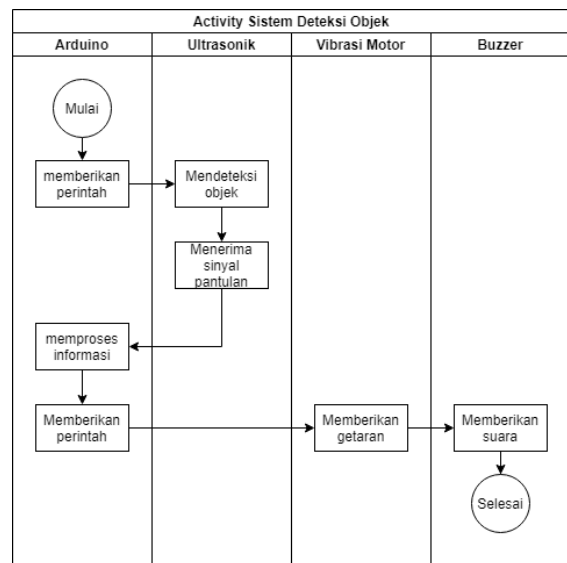 Activity Sistem Deteksi Objek
Arduino
Ultrasonik
Vibrasi Motor
Buzzer
Mulai
memberikan
perintah
Mendeteksi
objek
Menerima
sinyal
pantulan
memproses
informasi
Memberikan
perintah
Memberikan
getaran
Memberikan
suara
Selesai